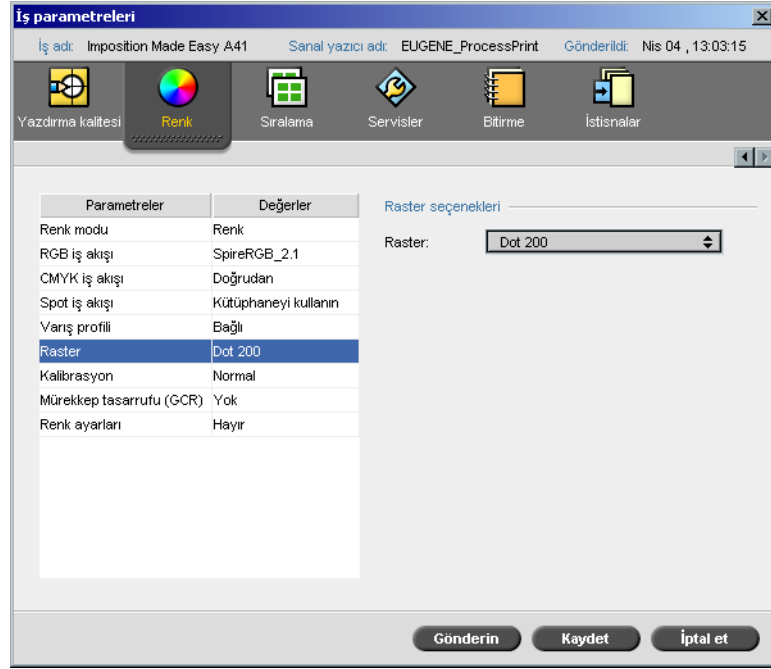 İş parametreleri
İş adı: Imposition Made Easy A41 Sanal yazıcı adı: EUGENE_ProcessPrint Gönderildi: Nis 04 , 13:03:15
Yazdırma kalitesi Renk Sıralama Servisler Bitirme İstisnalar
Parametreler Değerler
Renk modu Renk
RGB iş akışı SpireRGB_2.1
CMYK iş akışı Doğrudan
Spot iş akışı Kütüphaneyi kullanın
Varış profili Bağlı
Raster Dot 200
Kalibrasyon Normal
Mürekkep tasarrufu (GCR) Yok
Renk ayarları Hayır
Raster seçenekleri
Raster: Dot 200
Gönderin Kaydet İptal et